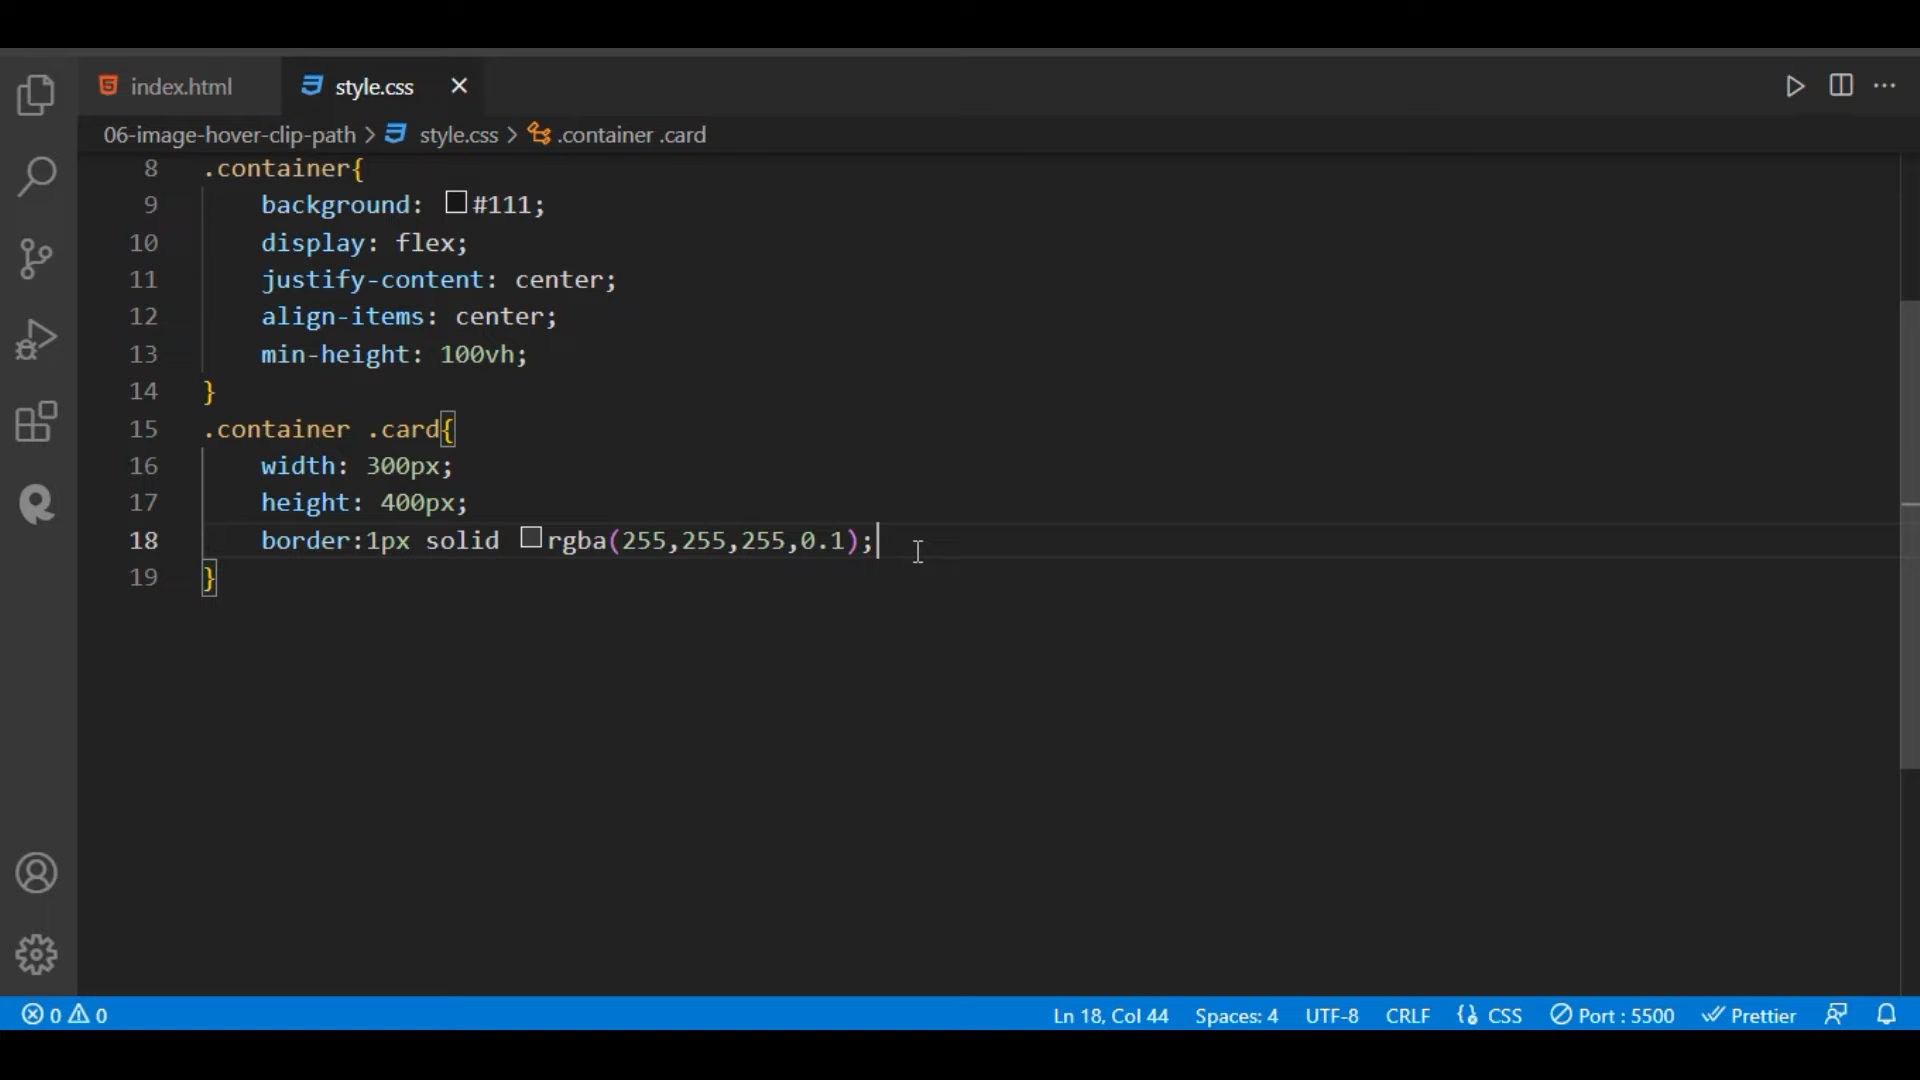 index.html
style.css
06-image-hover-clip-path > style.css > .container .card
8 .container{
9 background: #111;
10 display: flex;
11 justify-content: center;
12 align-items: center;
13 min-height: 100vh;
14 }
15 .container .card{
16 width: 300px;
17 height: 400px;
18 border:1px solid rgba(255,255,255,0.1);
19 }
0 0 Ln 18, Col 44 Spaces: 4 UTF-8 CRLF CSS Port : 5500 Prettier